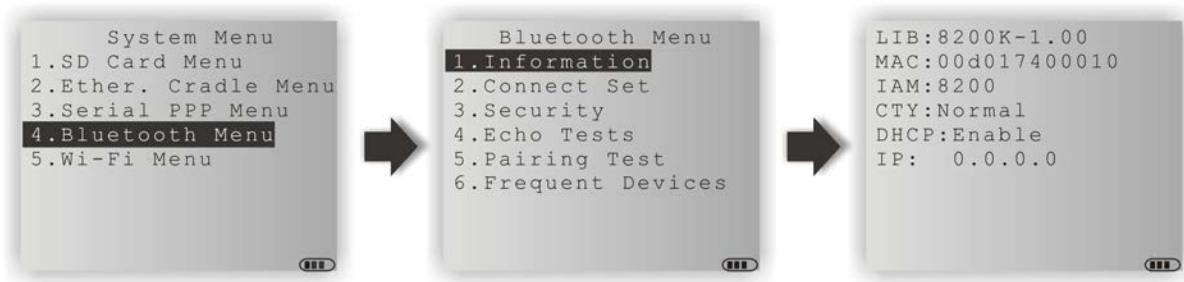 System Menu
1.SD Card Menu
2.Ether. Cradle Menu
3.Serial PPP Menu
4.Bluetooth Menu
5.Wi-Fi Menu
Bluetooth Menu
1.Information
2.Connect Set
3.Security
4.Echo Tests
5.Pairing Test
6.Frequent Devices
LIB:8200K-1.00
MAC:00d017400010
IAM:8200
CTY:Normal
DHCP:Enable
IP: 0.0.0.0